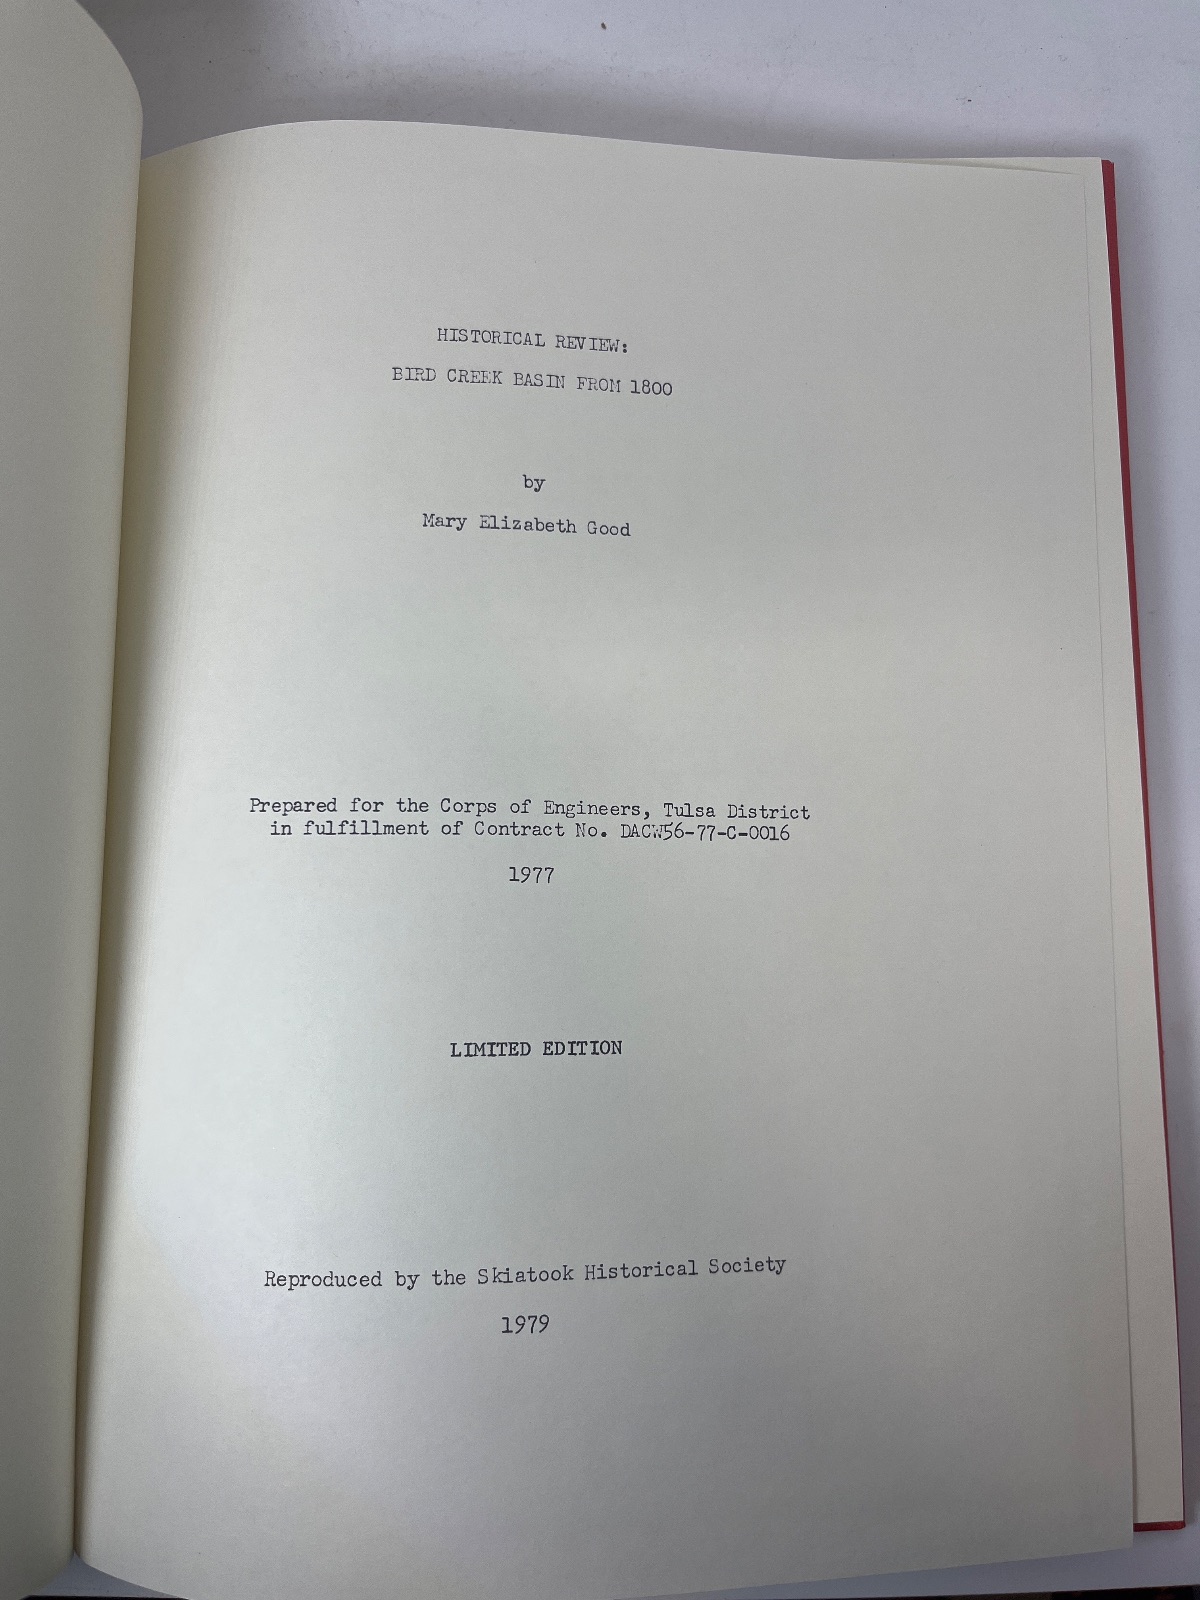 HISTORICAL REVIEW:
BIRD CREEK BASIN FROM 1800
by
Mary Elizabeth Good
Prepared for the Corps of Engineers, Tulsa District
in fulfillment of Contract No. DACW56-77-C-0016
1977
LIMITED EDITION
Reproduced by the Skiatook Historical Society
1979